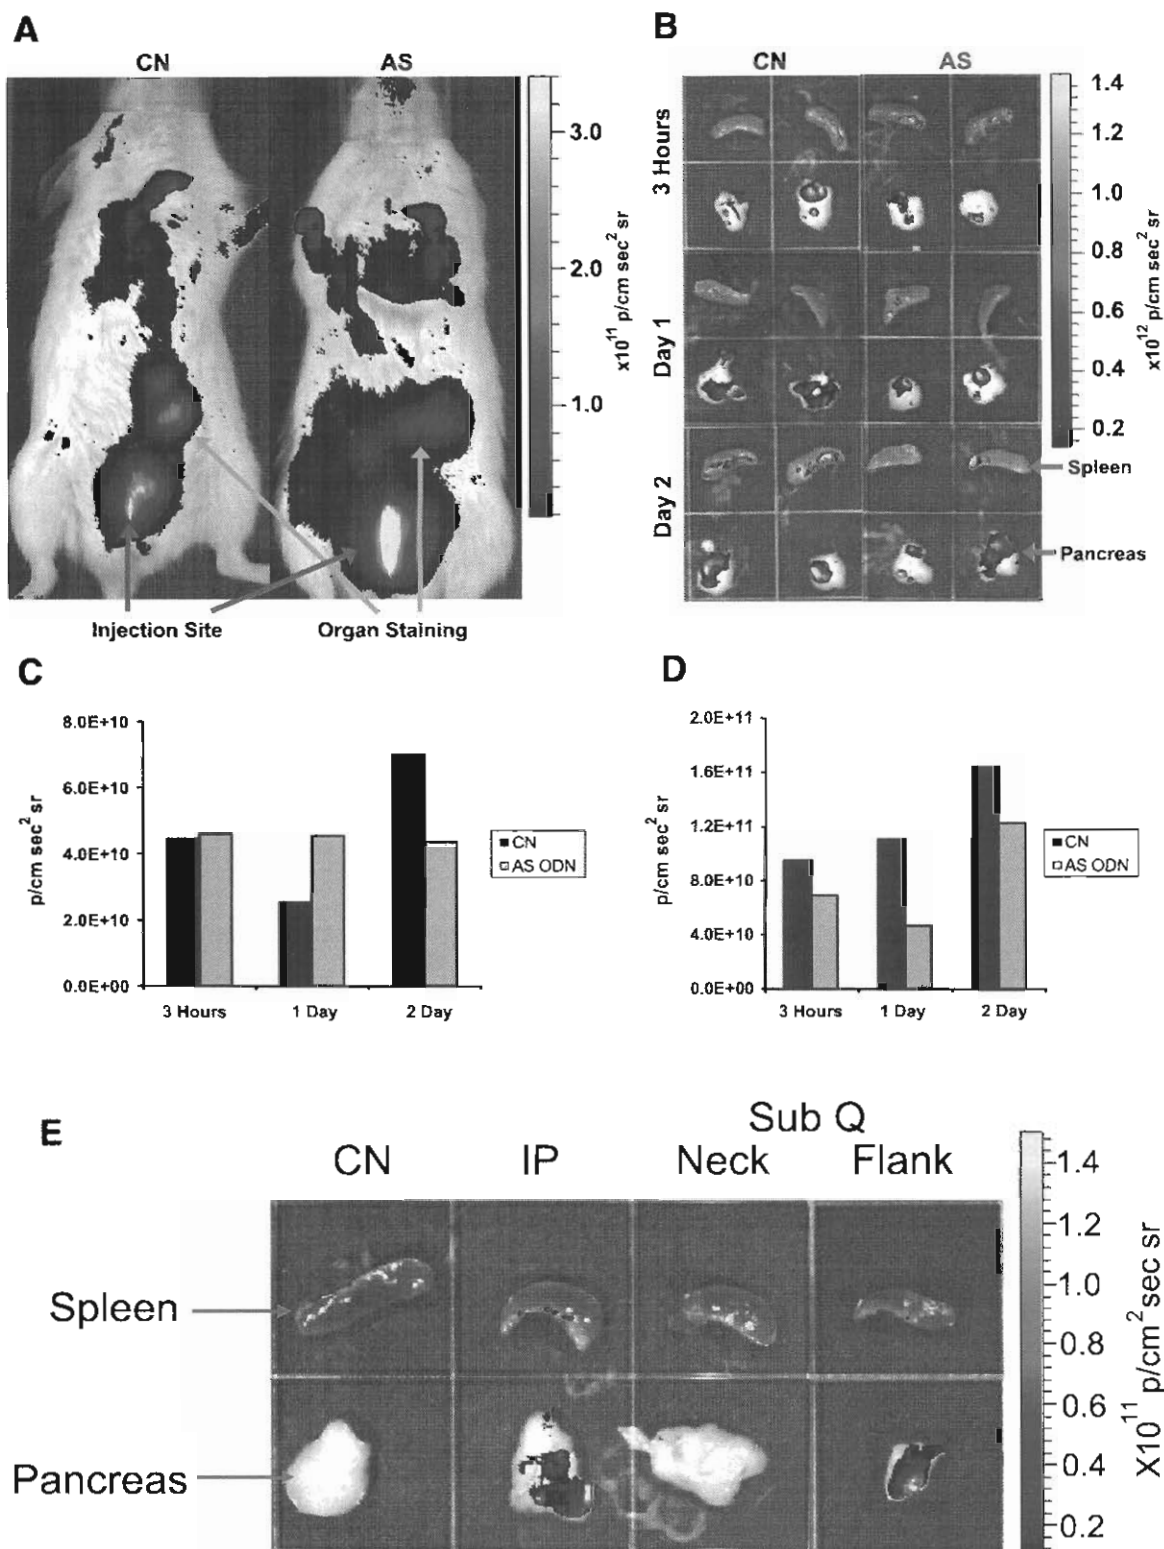 A
CN
AS
3.0
2.0
1.0
x10^11 p/cm sec^2 sr
Injection Site
Organ Staining
B
CN
AS
3 Hours
Day 1
Day 2
Spleen
Pancreas
1.4
1.2
1.0
0.8
0.6
0.4
0.2
x10^12 p/cm sec^2 sr
C
8.0E+10
6.0E+10
4.0E+10
2.0E+10
0.0E+00
p/cm sec^2 sr
3 Hours
1 Day
2 Day
CN
AS ODN
D
2.0E+11
1.6E+11
1.2E+11
8.0E+10
4.0E+10
0.0E+00
p/cm sec^2 sr
3 Hours
1 Day
2 Day
CN
AS ODN
E
Sub Q
CN
IP
Neck
Flank
Spleen
Pancreas
1.4
1.2
1.0
0.8
0.6
0.4
0.2
X10^11 p/cm^2 sec sr